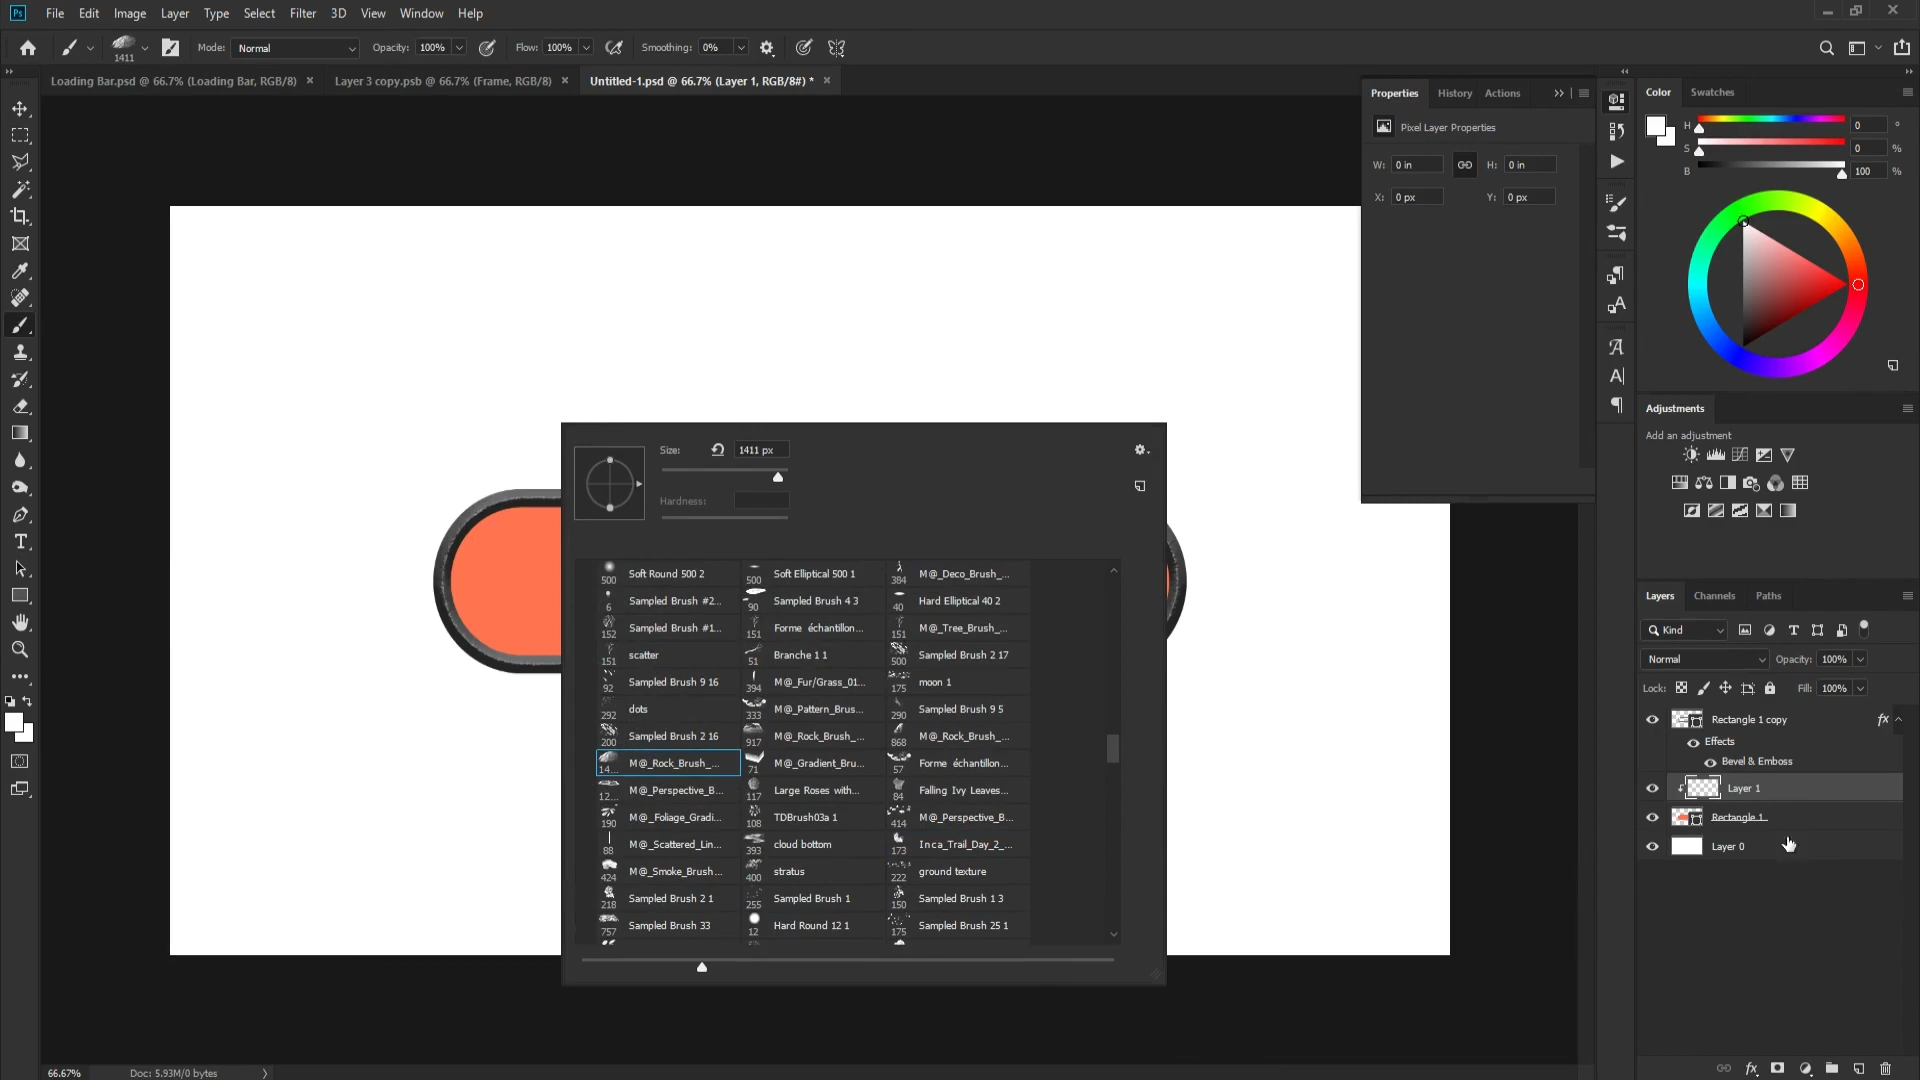 Ps File Edit Image Layer Type Select Filter 3D View Window Help
1411 Mode: Normal Opacity: 100% Flow: 100% Smoothing: 0%
Loading Bar.psd @ 66.7% (Loading Bar, RGB/8) × Layer 3 copy.psb @ 66.7% (Frame, RGB/8) × Untitled-1.psd @ 66.7% (Layer 1, RGB/8#) * ×
Properties History Actions
Pixel Layer Properties
W: 0 in H: 0 in
X: 0 px Y: 0 px
Color Swatches
H 0 °
S 0 %
B 100 %
Adjustments
Add an adjustment
Size: 1411 px
Hardness:
500 Soft Round 500 2 500 Soft Elliptical 500 1 384 M@_Deco_Brush_...
6 Sampled Brush #2... 90 Sampled Brush 4 3 40 Hard Elliptical 40 2
152 Sampled Brush #1... 151 Forme échantillon... 151 M@_Tree_Brush_...
151 scatter 51 Branche 1 1 500 Sampled Brush 2 17
92 Sampled Brush 9 16 394 M@_Fur/Grass_01... 175 moon 1
292 dots 333 M@_Pattern_Brus... 290 Sampled Brush 9 5
200 Sampled Brush 2 16 917 M@_Rock_Brush_... 868 M@_Rock_Brush_...
14... M@_Rock_Brush_... 71 M@_Gradient_Bru... 57 Forme échantillon...
12... M@_Perspective_B... 117 Large Roses with... 84 Falling Ivy Leaves...
190 M@_Foliage_Gradi... 108 TDBrush03a 1 414 M@_Perspective_B...
88 M@_Scattered_Lin... 393 cloud bottom 173 Inca_Trail_Day_2_...
424 M@_Smoke_Brush... 400 stratus 222 ground texture
218 Sampled Brush 2 1 255 Sampled Brush 1 150 Sampled Brush 1 3
757 Sampled Brush 33 12 Hard Round 12 1 175 Sampled Brush 25 1
Layers Channels Paths
Kind
Normal Opacity: 100%
Lock: Fill: 100%
Rectangle 1 copy fx
Effects
Bevel & Emboss
Layer 1
Rectangle 1
Layer 0
66.67% Doc: 5.93M/0 bytes
fx